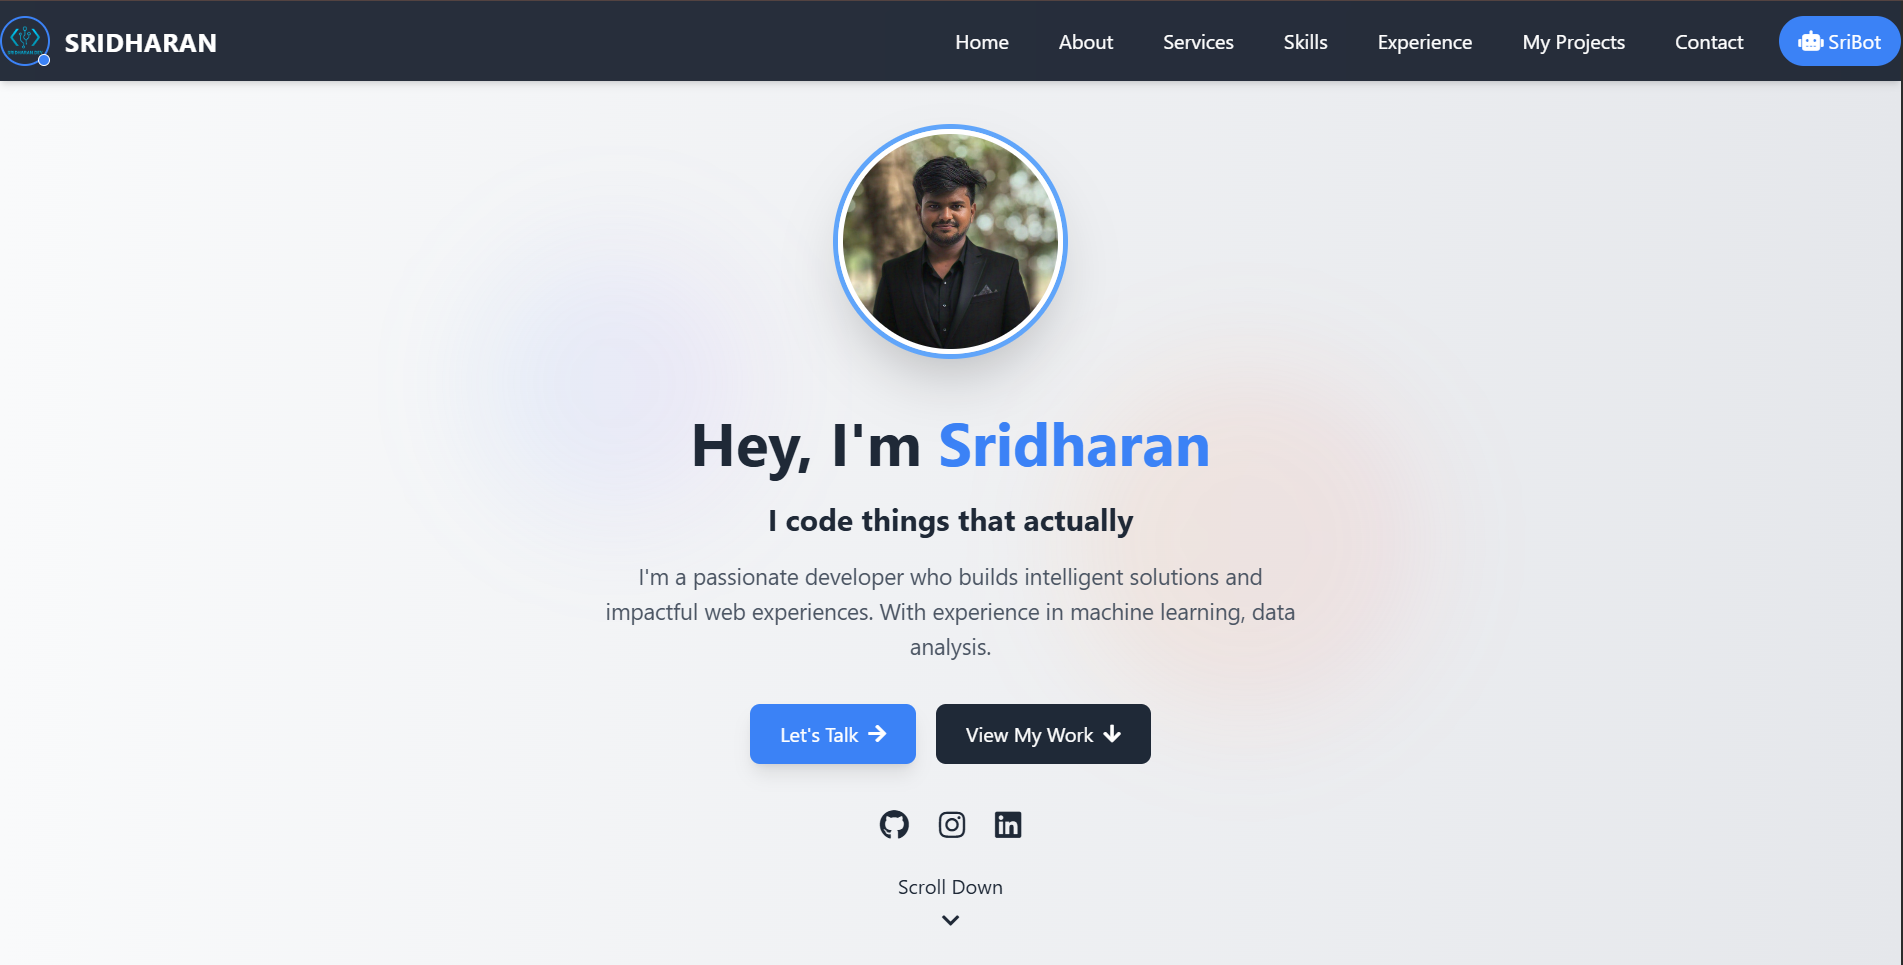 SRIDHARAN
Home About Services Skills Experience My Projects Contact SriBot
Hey, I'm Sridharan
I code things that actually
I'm a passionate developer who builds intelligent solutions and
impactful web experiences. With experience in machine learning, data
analysis.
Let's Talk
View My Work
Scroll Down